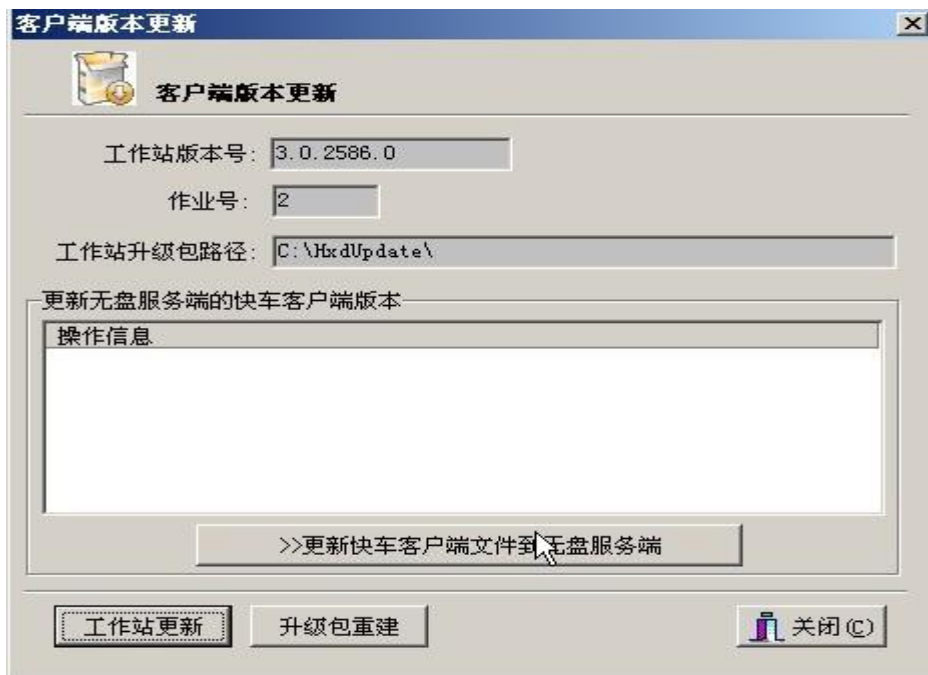 客户端版本更新
客户端版本更新
工作站版本号: 3.0.2586.0
作业号: 2
工作站升级包路径: C:\HxdUpdate\
更新无盘服务端的快车客户端版本
操作信息
>>更新快车客户端文件到无盘服务端
工作站更新 升级包重建 关闭(C)